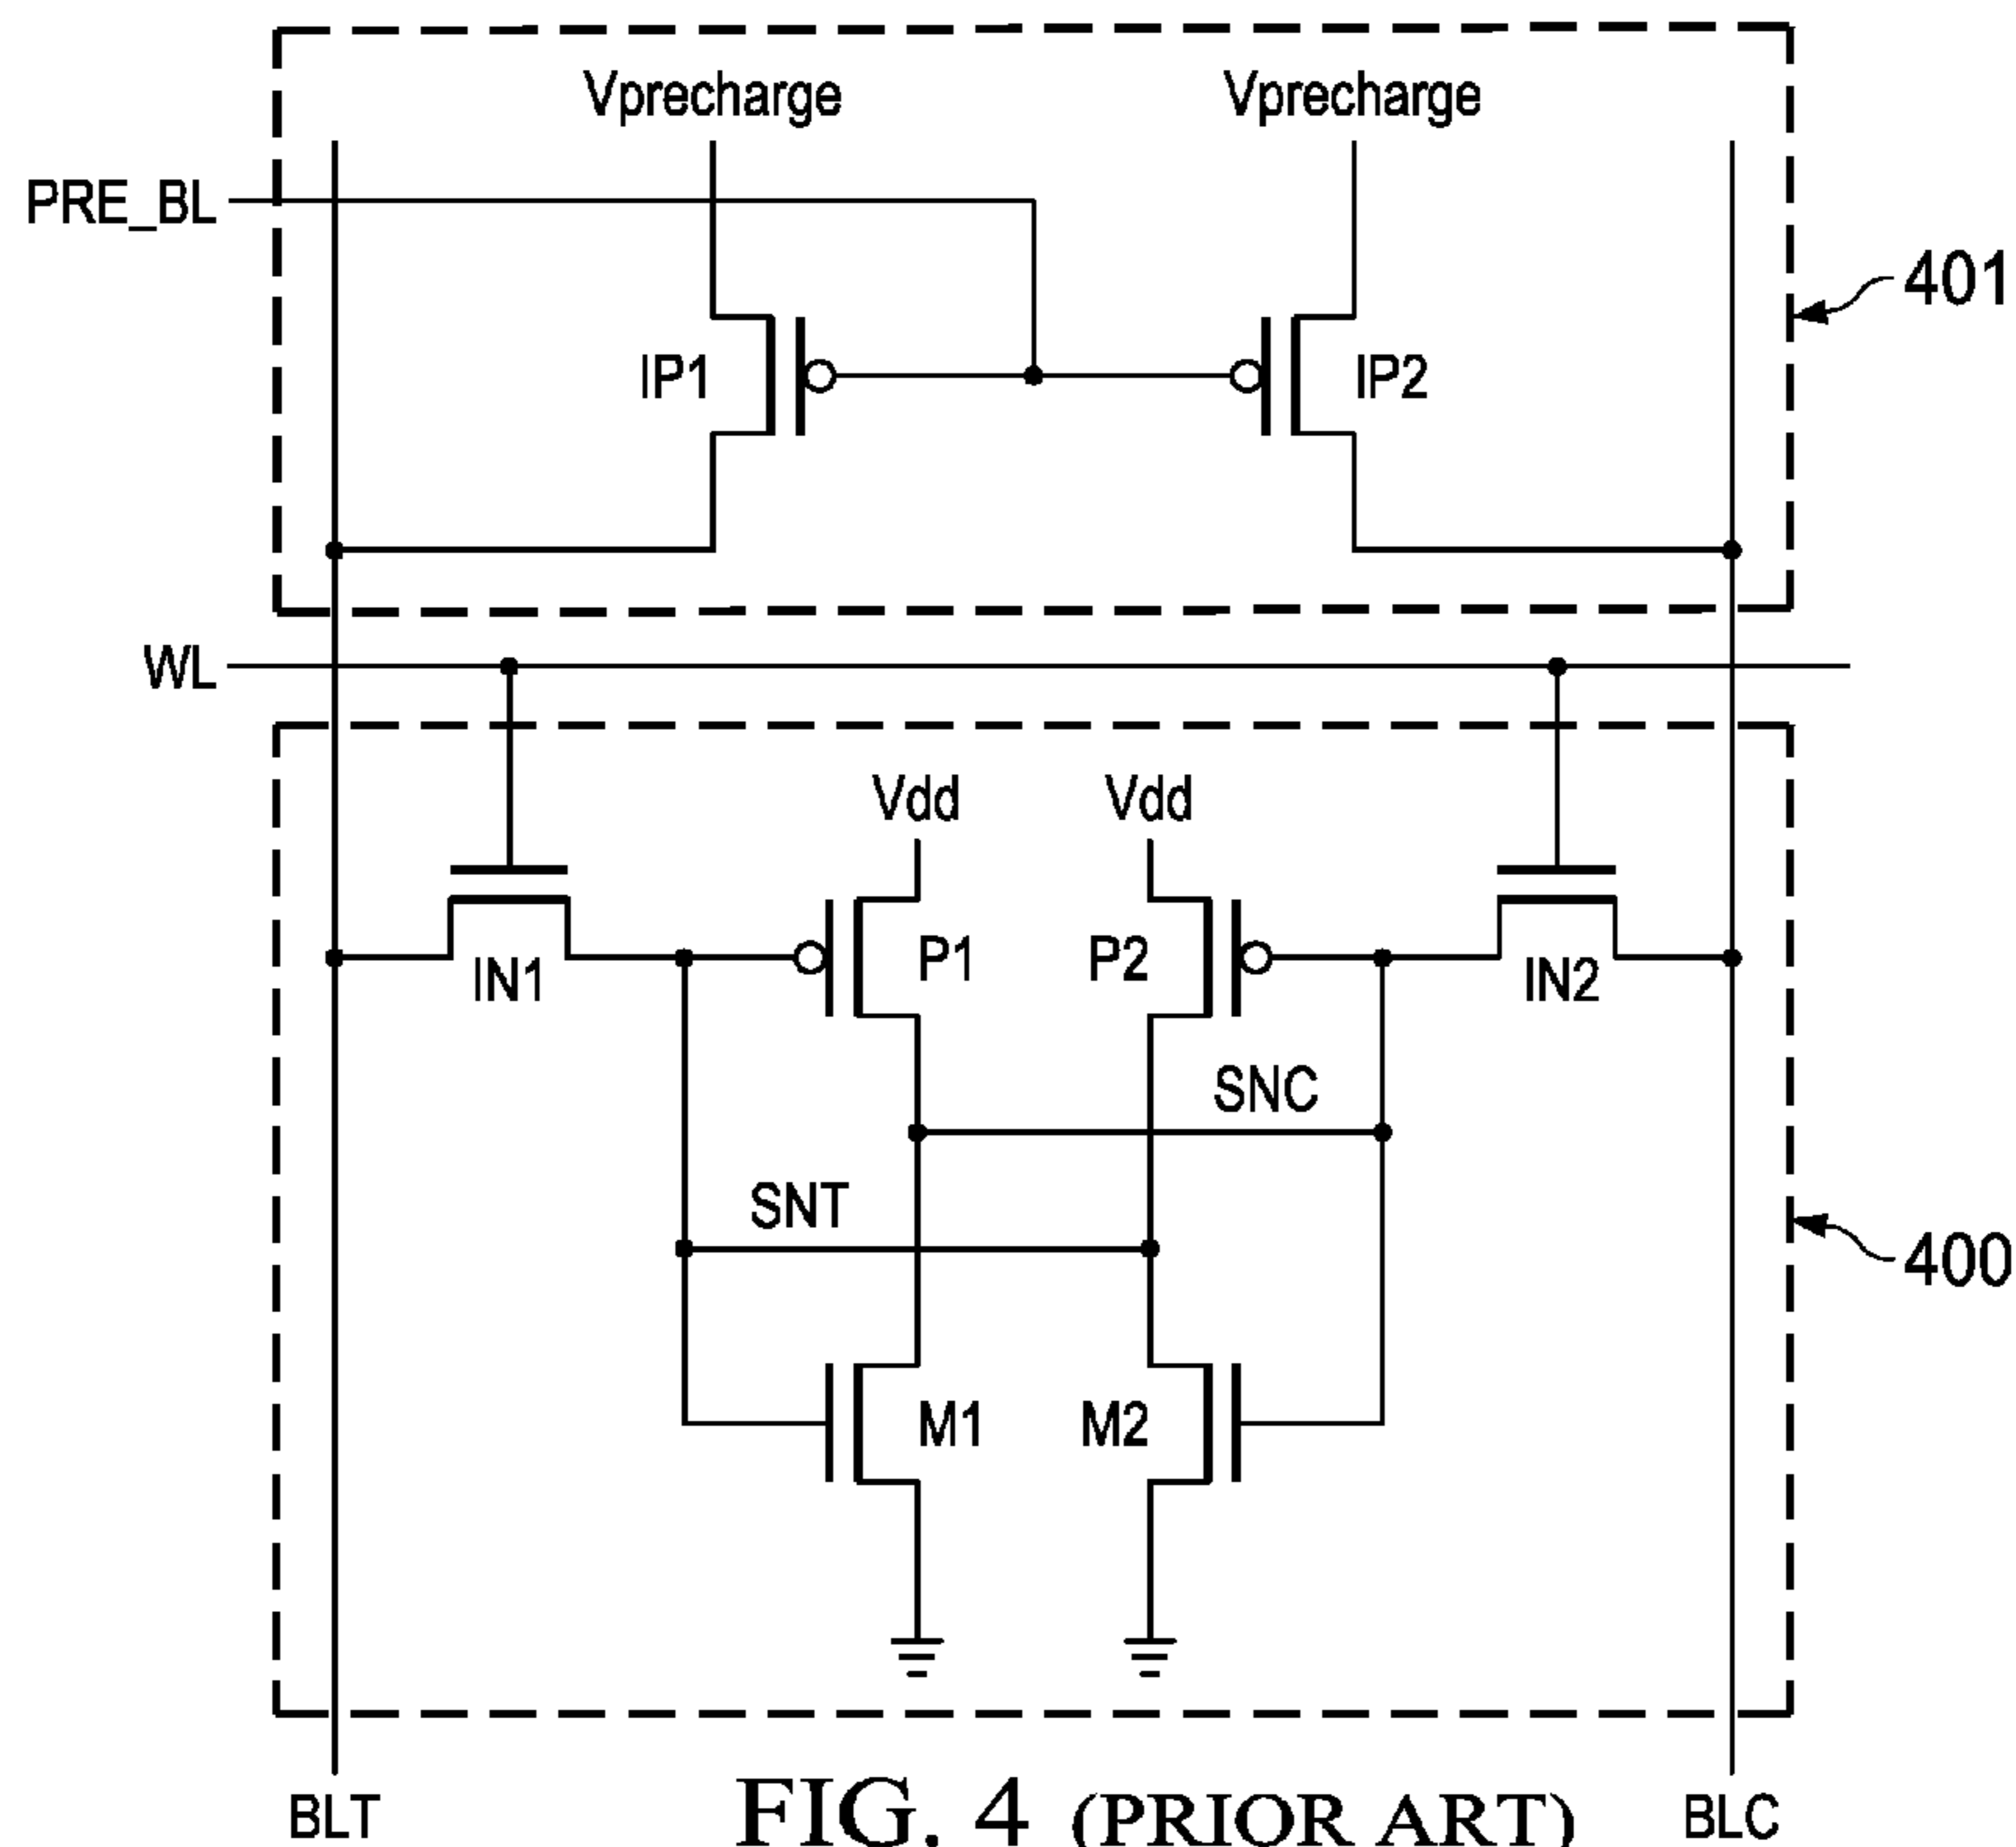 Vprecharge Vprecharge
PRE_BL
401
IP1 IP2
WL
Vdd Vdd
P1 P2
IN1 IN2
SNC
SNT
400
M1 M2
BLT BLC
FIG. 4 (PRIOR ART)